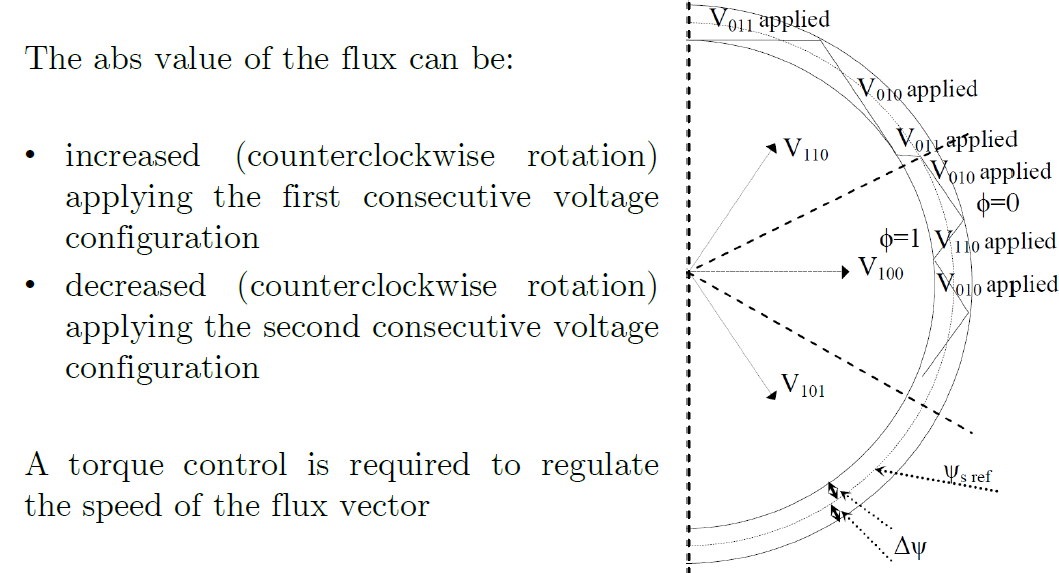 The abs value of the flux can be:
• increased (counterclockwise rotation)
applying the first consecutive voltage
configuration
• decreased (counterclockwise rotation)
applying the second consecutive voltage
configuration
A torque control is required to regulate
the speed of the flux vector
V011 applied
V010 applied
V011 applied
V010 applied
ϕ=0
ϕ=1
V110 applied
V010 applied
V110
V100
V101
Ψs ref
Δψ